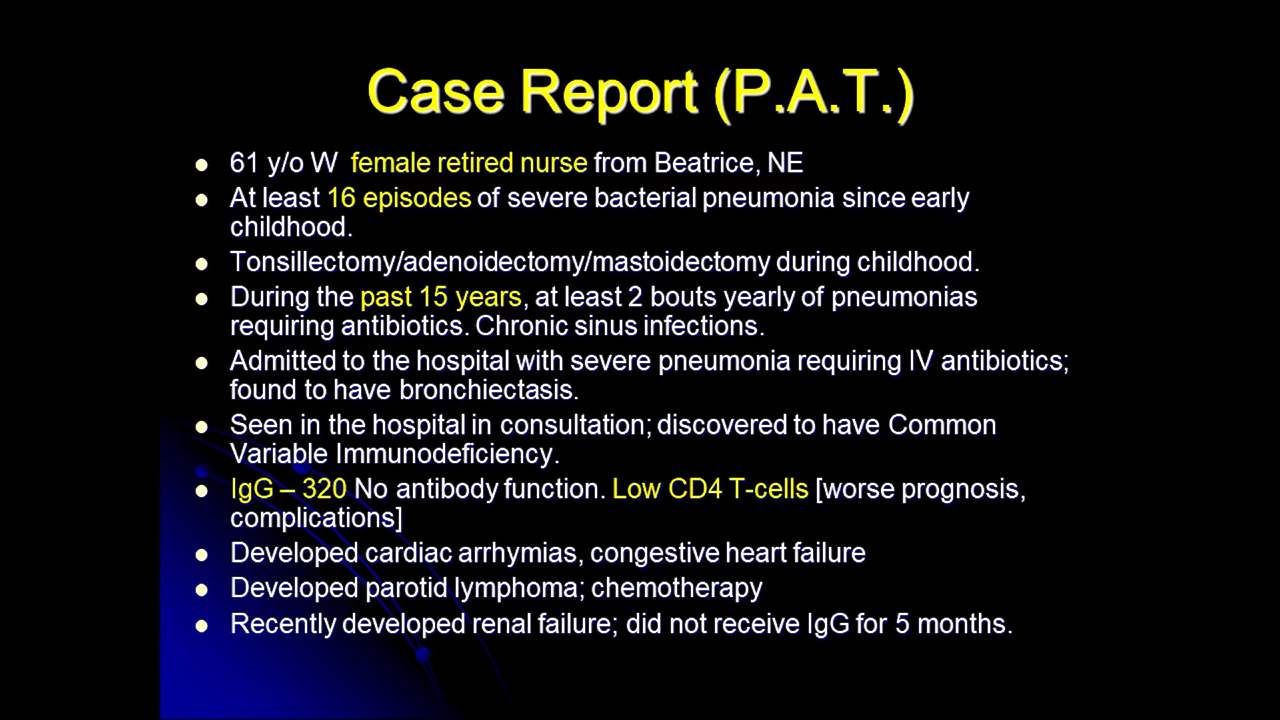 Case Report (P.A.T.)
61 y/o W female retired nurse from Beatrice, NE
At least 16 episodes of severe bacterial pneumonia since early
childhood.
Tonsillectomy/adenoidectomy/mastoidectomy during childhood.
During the past 15 years, at least 2 bouts yearly of pneumonias
requiring antibiotics. Chronic sinus infections.
Admitted to the hospital with severe pneumonia requiring IV antibiotics;
found to have bronchiectasis.
Seen in the hospital in consultation; discovered to have Common
Variable Immunodeficiency.
IgG – 320 No antibody function. Low CD4 T-cells [worse prognosis,
complications]
Developed cardiac arrhymias, congestive heart failure
Developed parotid lymphoma; chemotherapy
Recently developed renal failure; did not receive IgG for 5 months.